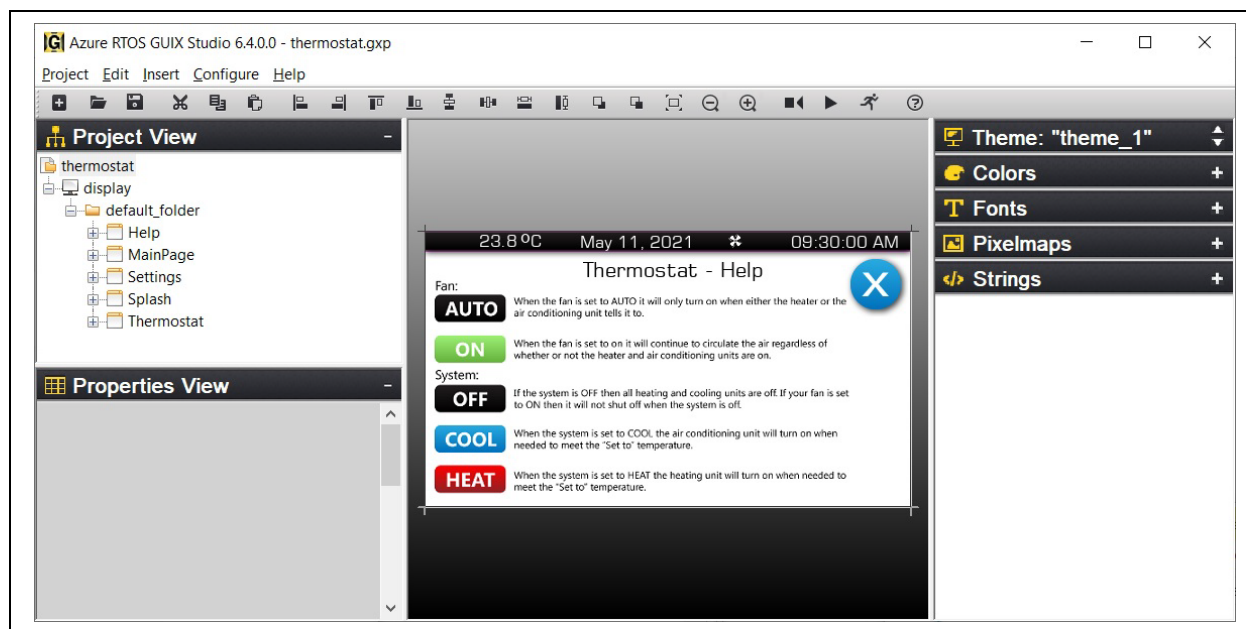 Azure RTOS GUIX Studio 6.4.0.0 - thermostat.gxp
Project Edit Insert Configure Help
Project View
thermostat
display
default_folder
Help
MainPage
Settings
Splash
Thermostat
Properties View
23.8 ºC May 11, 2021 09:30:00 AM
Thermostat - Help
X
Fan:
AUTO
When the fan is set to AUTO it will only turn on when either the heater or the
air conditioning unit tells it to.
ON
When the fan is set to on it will continue to circulate the air regardless of
whether or not the heater and air conditioning units are on.
System:
OFF
If the system is OFF then all heating and cooling units are off. If your fan is set
to ON then it will not shut off when the system is off.
COOL
When the system is set to COOL the air conditioning unit will turn on when
needed to meet the "Set to" temperature.
HEAT
When the system is set to HEAT the heating unit will turn on when needed to
meet the "Set to" temperature.
Theme: "theme_1"
Colors
Fonts
Pixelmaps
Strings